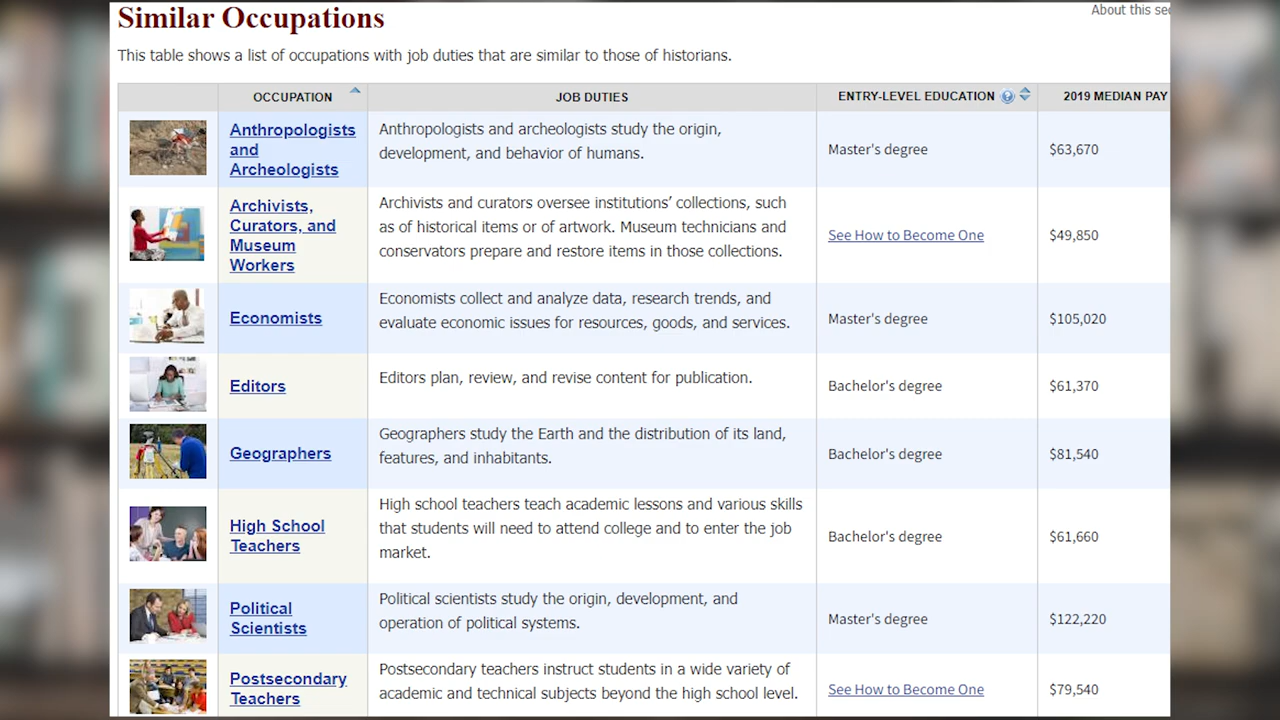 Similar Occupations
About this
This table shows a list of occupations with job duties that are similar to those of historians.
OCCUPATION JOB DUTIES ENTRY-LEVEL EDUCATION ? 2019 MEDIAN PAY
Anthropologists
and
Archeologists
Anthropologists and archeologists study the origin,
development, and behavior of humans.
Master's degree
$63,670
Archivists,
Curators, and
Museum
Workers
Archivists and curators oversee institutions’ collections, such
as of historical items or of artwork. Museum technicians and
conservators prepare and restore items in those collections.
See How to Become One
$49,850
Economists
Economists collect and analyze data, research trends, and
evaluate economic issues for resources, goods, and services.
Master's degree
$105,020
Editors
Editors plan, review, and revise content for publication.
Bachelor's degree
$61,370
Geographers
Geographers study the Earth and the distribution of its land,
features, and inhabitants.
Bachelor's degree
$81,540
High School
Teachers
High school teachers teach academic lessons and various skills
that students will need to attend college and to enter the job
market.
Bachelor's degree
$61,660
Political
Scientists
Political scientists study the origin, development, and
operation of political systems.
Master's degree
$122,220
Postsecondary
Teachers
Postsecondary teachers instruct students in a wide variety of
academic and technical subjects beyond the high school level.
See How to Become One
$79,540